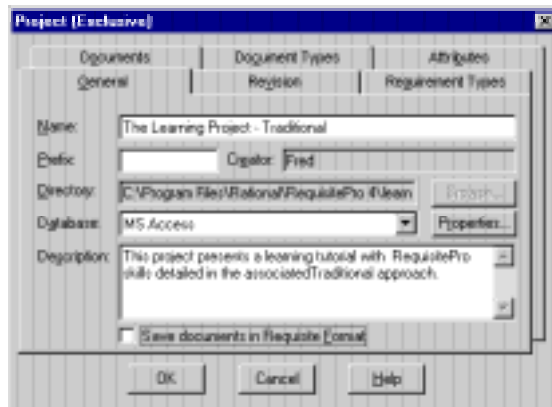 Project (Exclusive)
Documents Document Types Attributes
General Revision Requirement Types
Name: The Learning Project - Traditional
Prefix: Creator: Fred
Directory: C:\Program Files\Rational\RequisitePro 4\learn Browse...
Database: MS Access Properties...
Description: This project presents a learning tutorial with RequisitePro
skills detailed in the associatedTraditional approach.
Save documents in Requisite Format
OK Cancel Help